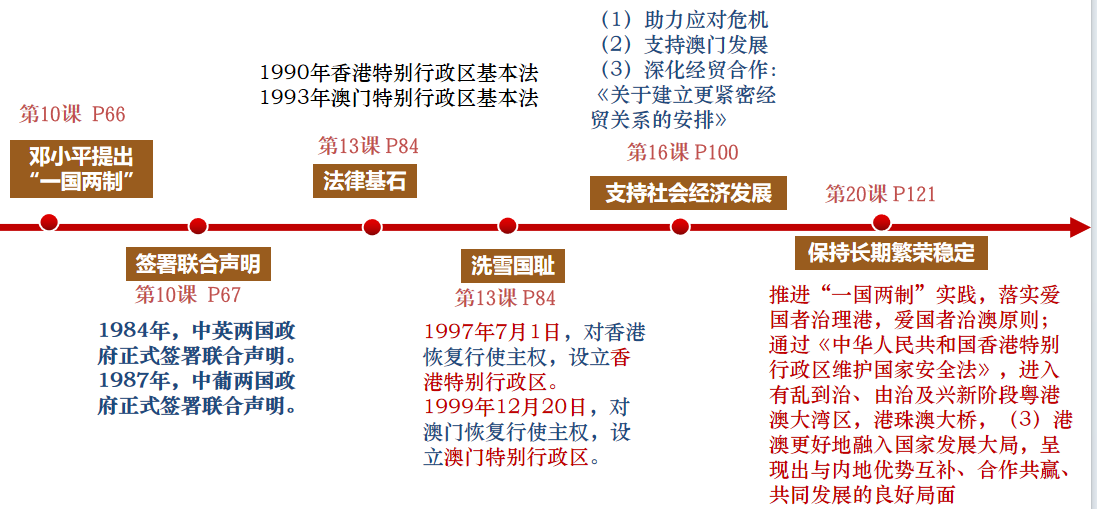 第10课 P66
邓小平提出
“一国两制”
签署联合声明
第10课 P67
1984年，中英两国政
府正式签署联合声明。
1987年，中葡两国政
府正式签署联合声明。
1990年香港特别行政区基本法
1993年澳门特别行政区基本法
第13课 P84
法律基石
洗雪国耻
第13课 P84
1997年7月1日，对香港
恢复行使主权，设立香
港特别行政区。
1999年12月20日，对
澳门恢复行使主权，设
立澳门特别行政区。
（1）助力应对危机
（2）支持澳门发展
（3）深化经贸合作：
《关于建立更紧密经
贸关系的安排》
第16课 P100
支持社会经济发展
第20课 P121
保持长期繁荣稳定
推进“一国两制”实践，落实爱
国者治理港，爱国者治澳原则；
通过《中华人民共和国香港特别
行政区维护国家安全法》，进入
有乱到治、由治及兴新阶段粤港
澳大湾区，港珠澳大桥，（3）港
澳更好地融入国家发展大局，呈
现出与内地优势互补、合作共赢、
共同发展的良好局面